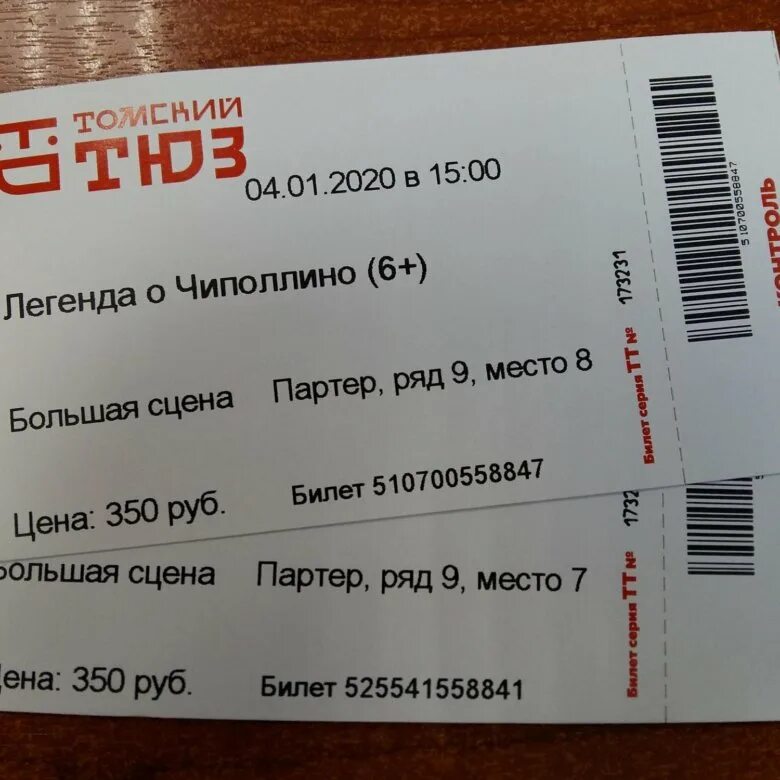 ТОМСКИЙ
ТЮЗ
04.01.2020 в 15:00
Легенда о Чиполлино (6+)
Большая сцена Партер, ряд 9, место 8
Цена: 350 руб. Билет 510700558847
Билет серия ТТ № 173231
510700558847
КОНТРОЛЬ
Большая сцена Партер, ряд 9, место 7
Цена: 350 руб. Билет 525541558841
Билет серия ТТ № 1732